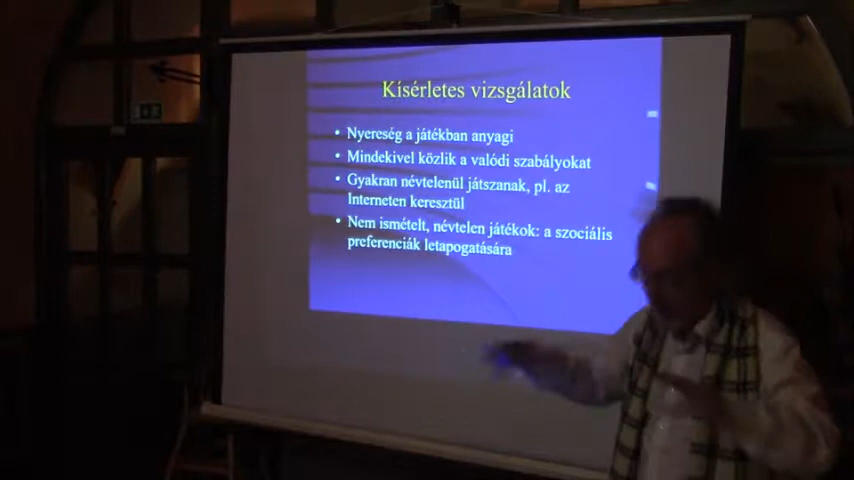 Kísérletes vizsgálatok
• Nyereség a játékban anyagi
• Mindekivel közlik a valódi szabályokat
• Gyakran névtelenül játszanak, pl. az
Interneten keresztül
• Nem ismételt, névtelen játékok: a szociális
preferenciák letapogatására